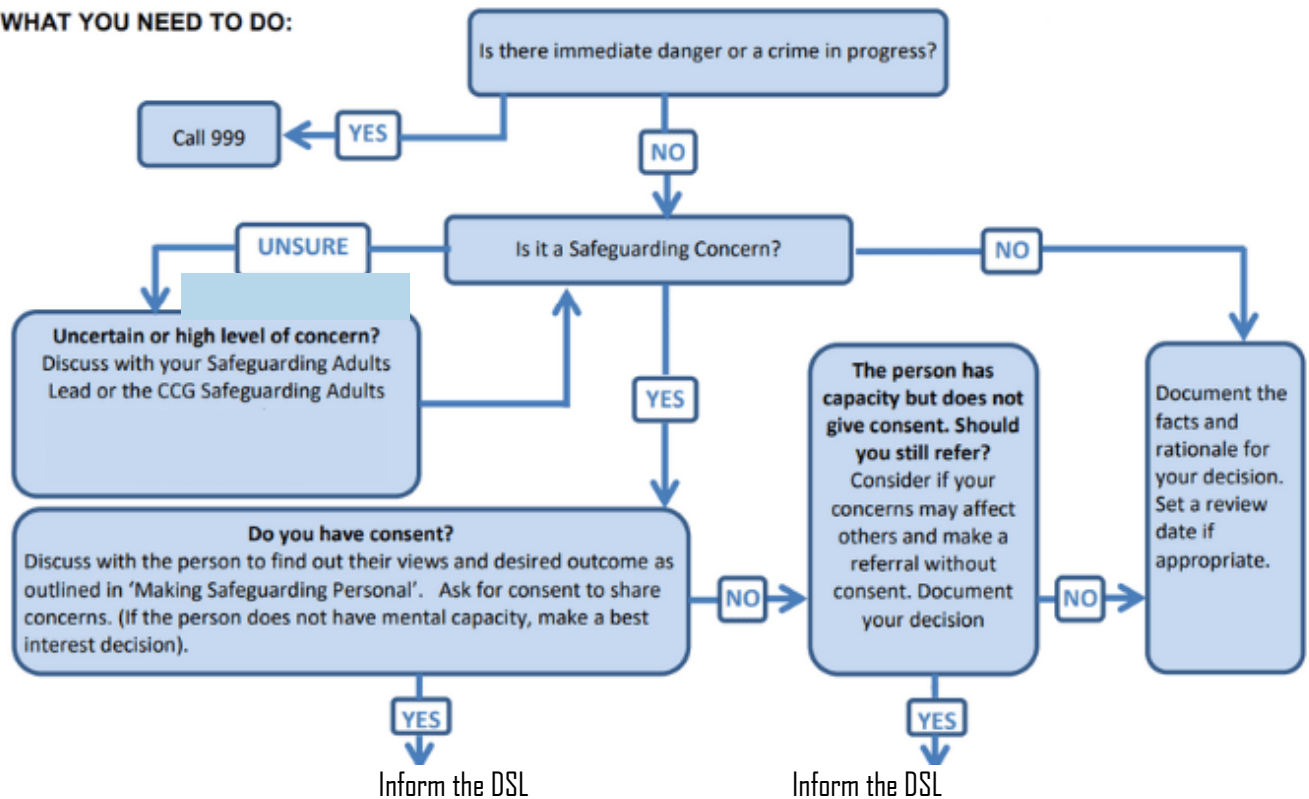 WHAT YOU NEED TO DO:
Is there immediate danger or a crime in progress?
Call 999
YES
NO
UNSURE
Is it a Safeguarding Concern?
NO
Uncertain or high level of concern?
Discuss with your Safeguarding Adults
Lead or the CCG Safeguarding Adults
YES
The person has
capacity but does not
give consent. Should
you still refer?
Consider if your
concerns may affect
others and make a
referral without
consent. Document
your decision
Document the
facts and
rationale for
your decision.
Set a review
date if
appropriate.
Do you have consent?
Discuss with the person to find out their views and desired outcome as
outlined in ‘Making Safeguarding Personal’. Ask for consent to share
concerns. (If the person does not have mental capacity, make a best
interest decision).
NO
NO
YES
YES
Inform the DSL
Inform the DSL